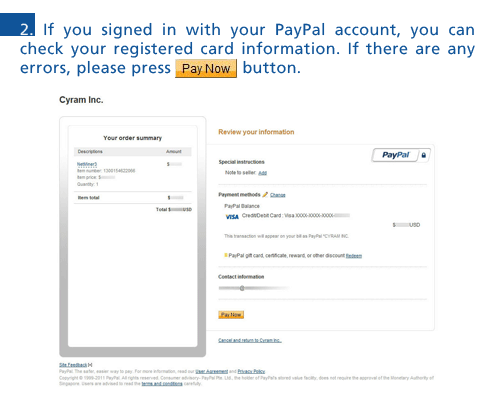 2. If you signed in with your PayPal account, you can
check your registered card information. If there are any
errors, please press Pay Now button.
Cyram Inc.
Your order summary
Descriptions Amount
NetMiner3 $
Item number: 1300154622088
Item price: $
Quantity: 1
Item total $
Total $ USD
Review your information
PayPal
Special instructions
Note to seller: Add
Payment methods Change
PayPal Balance
VISA Credit/Debit Card : Visa XXXX-XXXX-XXXX-
$ USD
This transaction will appear on your bill as PayPal *CYRAM INC.
PayPal gift card, certificate, reward, or other discount Redeem
Contact information
Pay Now
Cancel and return to Cyram Inc.
Site Feedback [+]
PayPal. The safer, easier way to pay. For more information, read our User Agreement and Privacy Policy.
Copyright © 1999-2011 PayPal. All rights reserved. Consumer advisory- PayPal Pte. Ltd., the holder of PayPal's stored value facility, does not require the approval of the Monetary Authority of
Singapore. Users are advised to read the terms and conditions carefully.